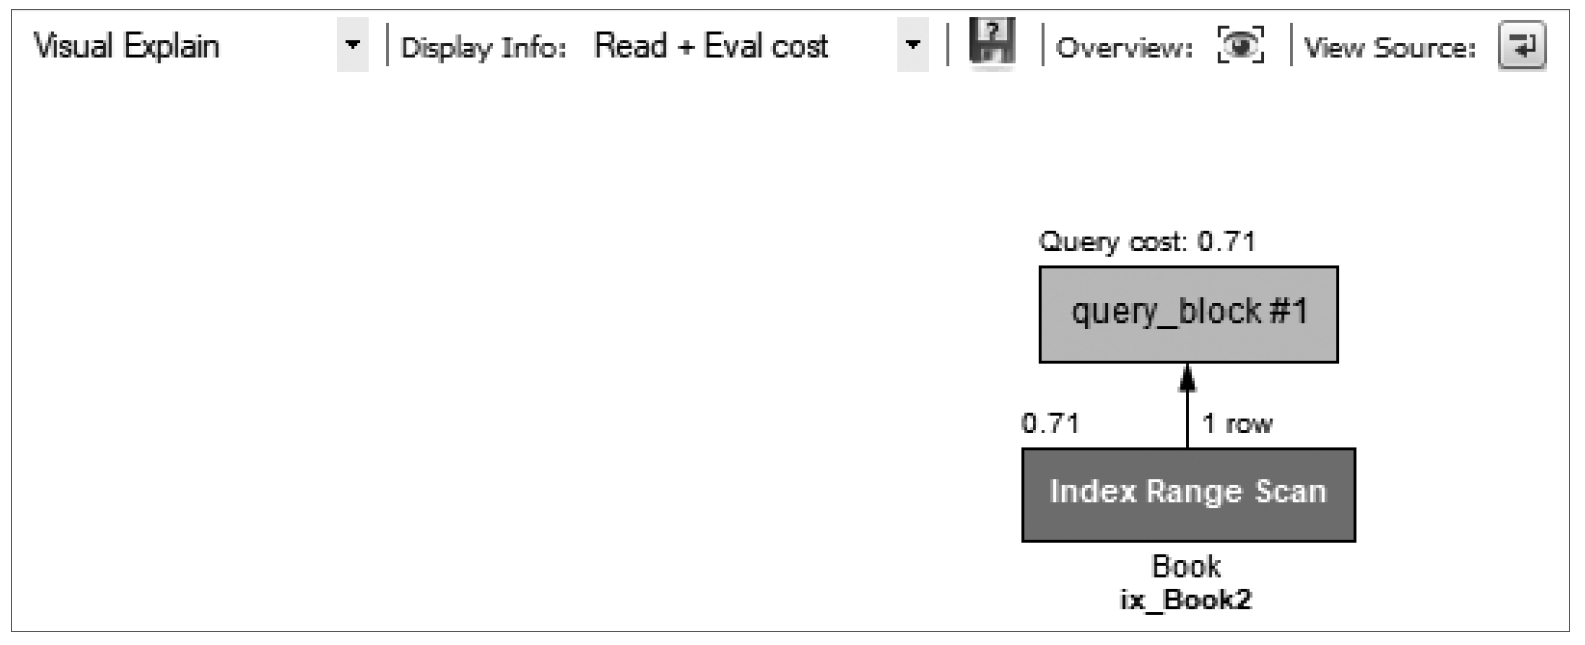 Visual Explain Display Info: Read + Eval cost Overview: View Source:
Query cost: 0.71
query_block #1
0.71 1 row
Index Range Scan
Book
ix_Book2